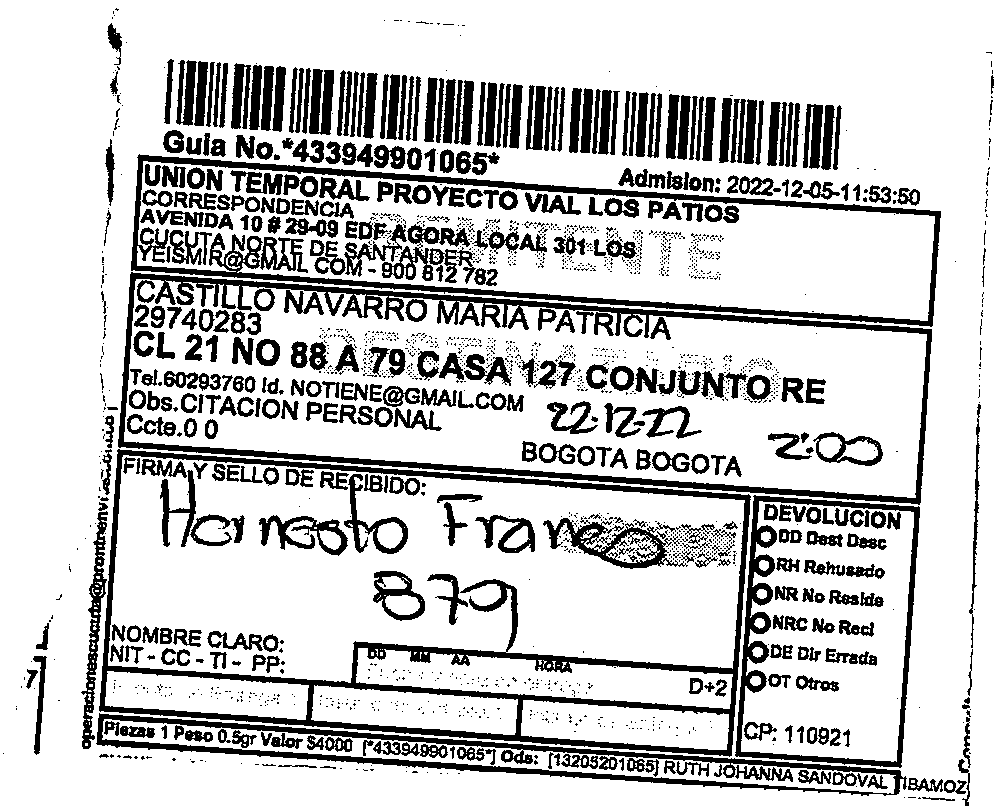 Guia No.*433949901065*
Admision: 2022-12-05-11:53:50
UNION TEMPORAL PROYECTO VIAL LOS PATIOS
CORRESPONDENCIA
REMITENTE
AVENIDA 10 # 29-09 EDF AGORA LOCAL 301 LOS
CUCUTA NORTE DE SANTANDER
YEISMIR@GMAIL COM - 900 812 782
CASTILLO NAVARRO MARIA PATRICIA
29740283
DESTINATARIO
CL 21 NO 88 A 79 CASA 127 CONJUNTO RE
Tel.60293760 Id. NOTIENE@GMAIL.COM
Obs.CITACION PERSONAL
22-12-22
2:00
Ccte.0 0
BOGOTA BOGOTA
FIRMA Y SELLO DE RECIBIDO:
Hernesto Franco
879
NOMBRE CLARO:
NIT - CC - TI - PP:
DD MM AA HORA
D+2
DEVOLUCION
DD Dest Desc
RH Rehusado
NR No Reside
NRC No Recl
DE Dir Errada
OT Otros
CP: 110921
Piezas 1 Peso 0.5gr Valor $4000 [*433949901065*] Ods: [13205201065] RUTH JOHANNA SANDOVAL TIBAMOZ
7